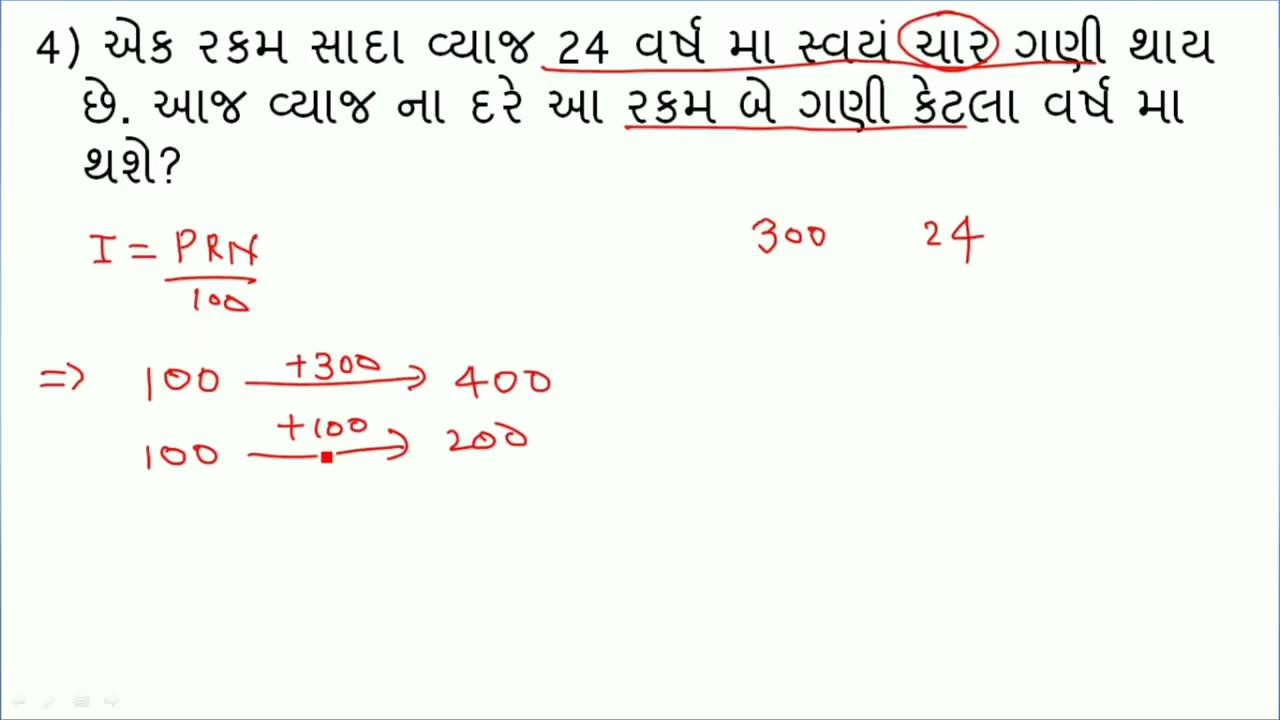 4) એક રકમ સાદા વ્યાજ 24 વર્ષ મા સ્વયં ચાર ગણી થાય
છે. આજ વ્યાજ ના દરે આ રકમ બે ગણી કેટલા વર્ષ મા
થશે?
I = PRN
100
300 24
=> 100 +300 → 400
100 +100 → 200